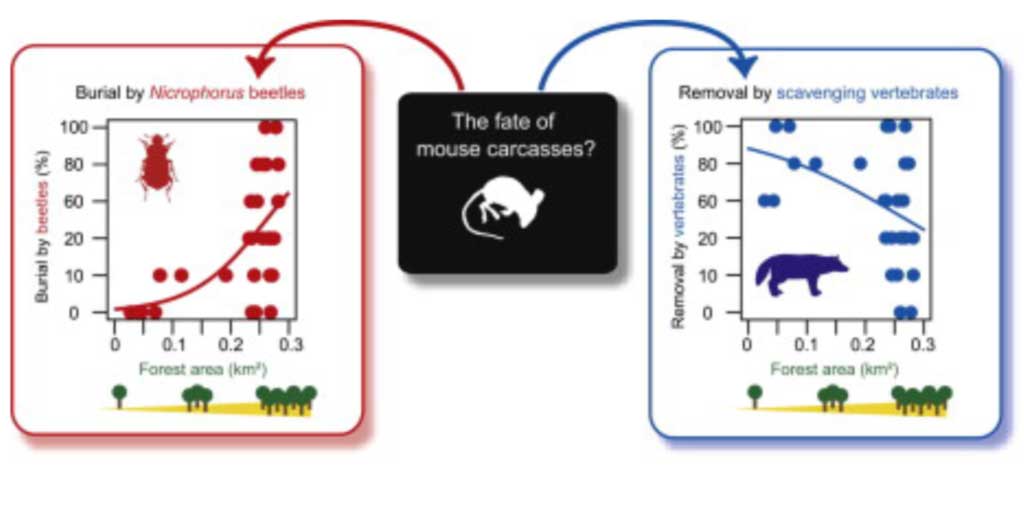 Burial by Nicrophorus beetles
Burial by beetles (%)
100
80
60
20
10
0
0 0.1 0.2 0.3
Forest area (km²)
The fate of
mouse carcasses?
Removal by scavenging vertebrates
Removal by vertebrates (%)
100
80
60
20
10
0
0 0.1 0.2 0.3
Forest area (km²)